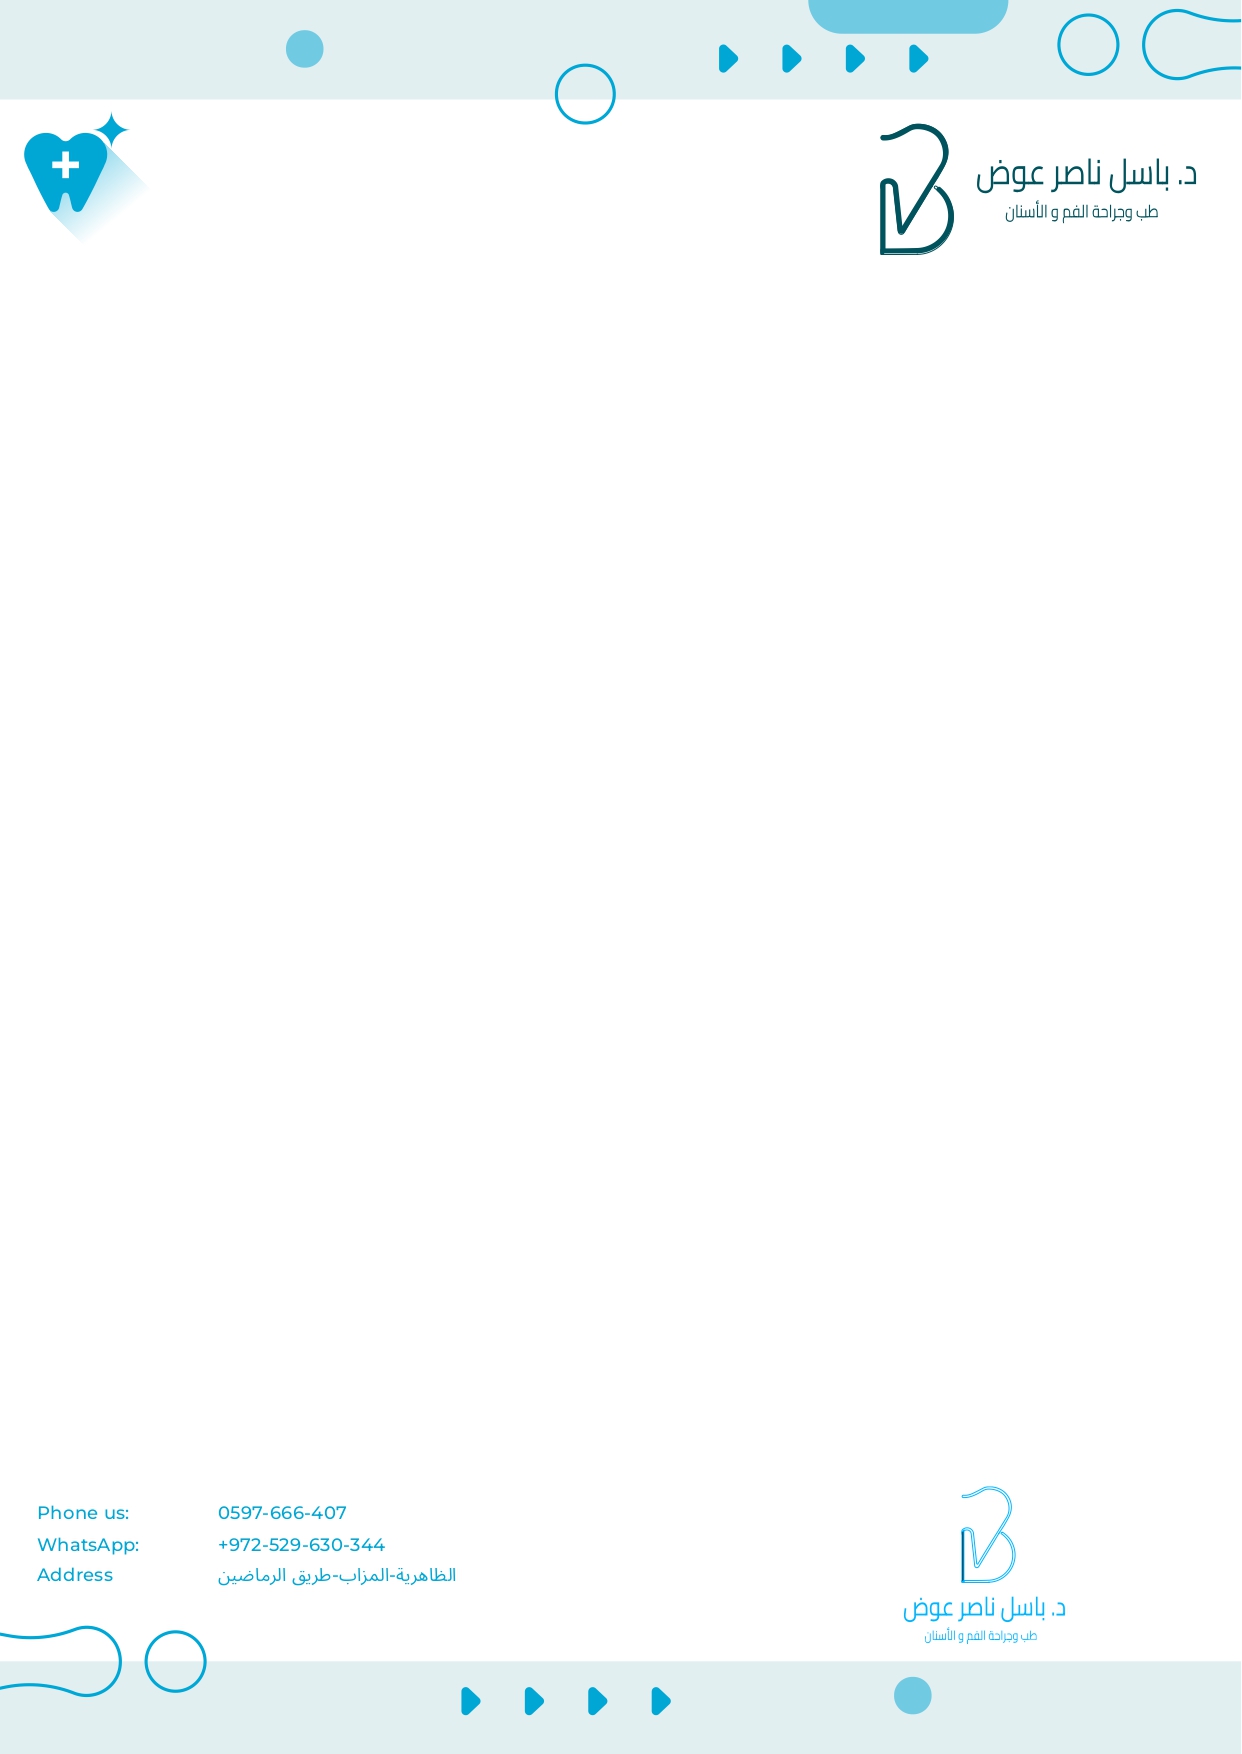 د. باسل ناصر عوض
طب وجراحة الفم و الأسنان
Phone us: 0597-666-407
WhatsApp: +972-529-630-344
Address الظاهرية-المزاب-طريق الرماضين
د. باسل ناصر عوض
طب وجراحة الفم و الأسنان